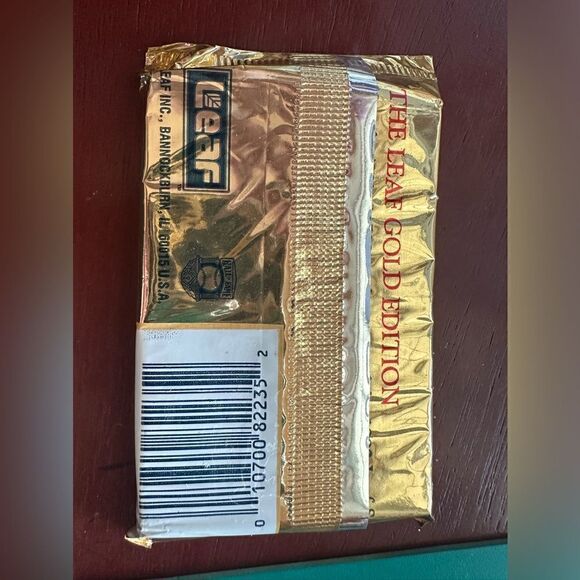 THE LEAF GOLD EDITION
Leaf
LEAF INC., BANNOCKBURN, IL 60015 U.S.A.
0 10700 82235 2